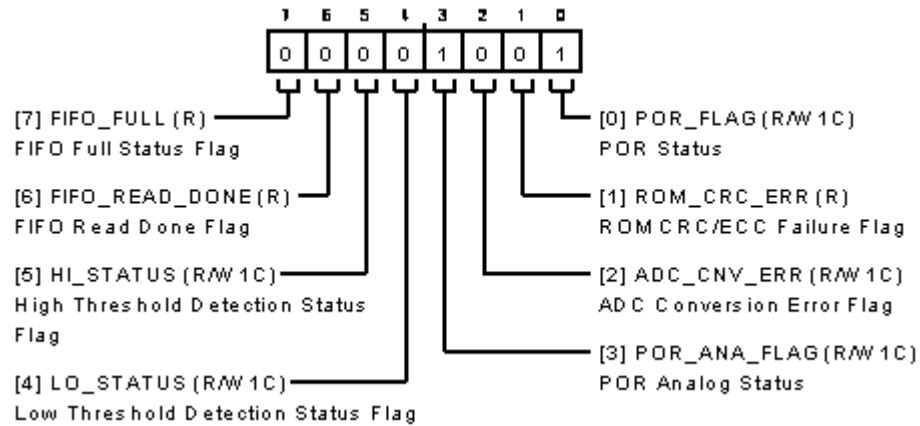 7 6 5 4 3 2 1 0
0 0 0 0 1 0 0 1
[7] FIFO_FULL (R)
FIFO Full Status Flag
[6] FIFO_READ_DONE (R)
FIFO Read Done Flag
[5] HI_STATUS (R/W1C)
High Threshold Detection Status
Flag
[4] LO_STATUS (R/W1C)
Low Threshold Detection Status Flag
[0] POR_FLAG (R/W1C)
POR Status
[1] ROM_CRC_ERR (R)
ROM CRC/ECC Failure Flag
[2] ADC_CNV_ERR (R/W1C)
ADC Conversion Error Flag
[3] POR_ANA_FLAG (R/W1C)
POR Analog Status